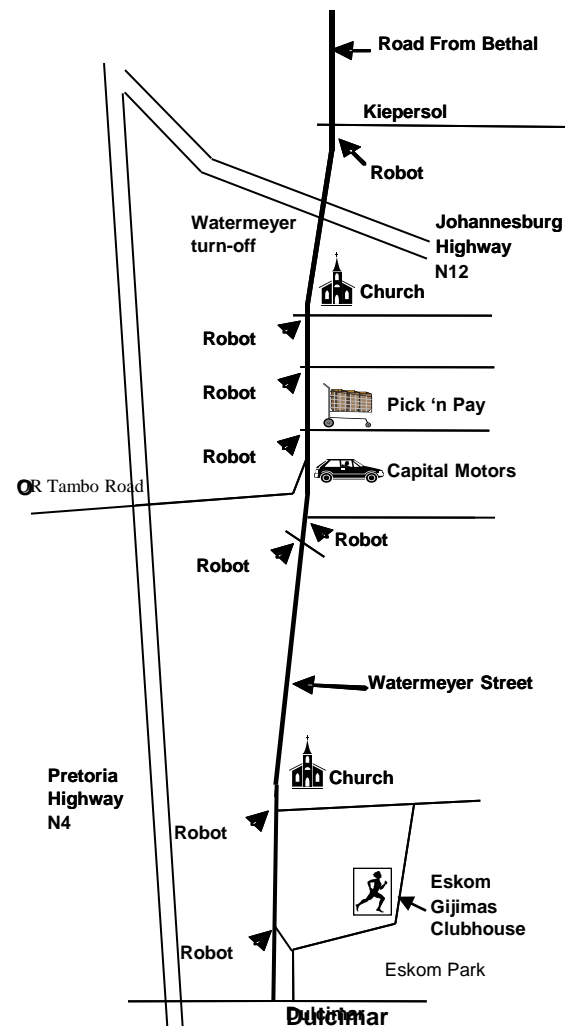 Road From Bethal
Kiepersol
Robot
Watermeyer
turn-off
Johannesburg
Highway
N12
Church
Robot
Robot
Pick ‘n Pay
Robot
Capital Motors
OR Tambo Road
Robot
Robot
Watermeyer Street
Church
Pretoria
Highway
N4
Robot
Eskom
Gijimas
Clubhouse
Robot
Eskom Park
Dulcimar
Dulcimar